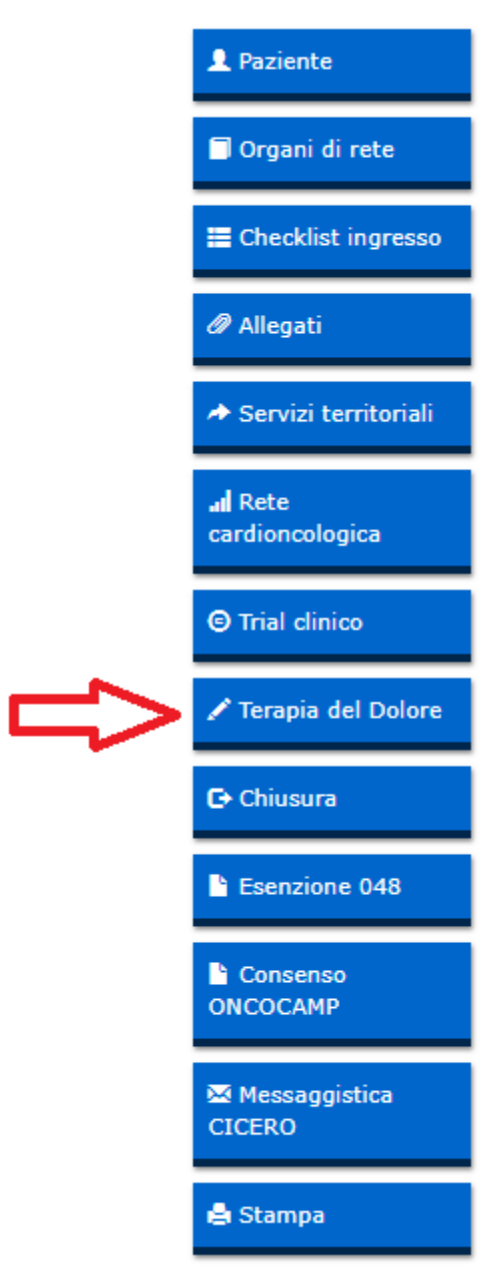 Paziente
Organi di rete
Checklist ingresso
Allegati
Servizi territoriali
Rete
cardioncologica
Trial clinico
Terapia del Dolore
Chiusura
Esenzione 048
Consenso
ONCOCAMP
Messaggistica
CICERO
Stampa